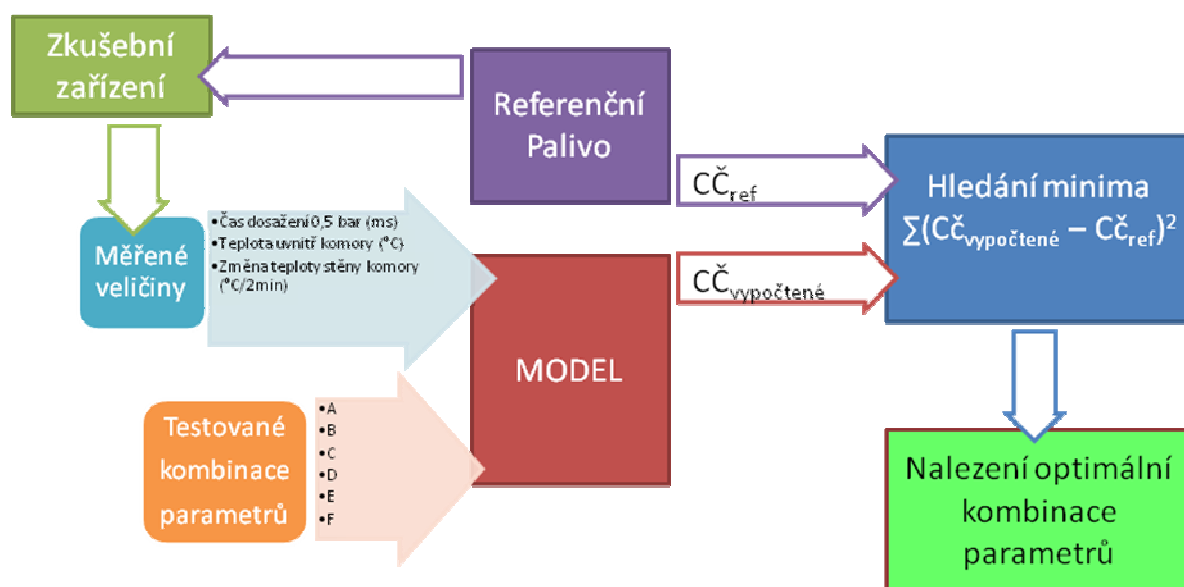 Zkušební
zařízení
Referenční
Palivo
CČref
Hledání minima
∑(Cčvypočtené – Cčref)²
Měřené
veličiny
•Čas dosažení 0,5 bar (ms)
•Teplota uvnitř komory (°C)
•Změna teploty stěny komory
(°C/2min)
CČvypočtené
MODEL
Testované
kombinace
parametrů
•A
•B
•C
•D
•E
•F
Nalezení optimální
kombinace
parametrů